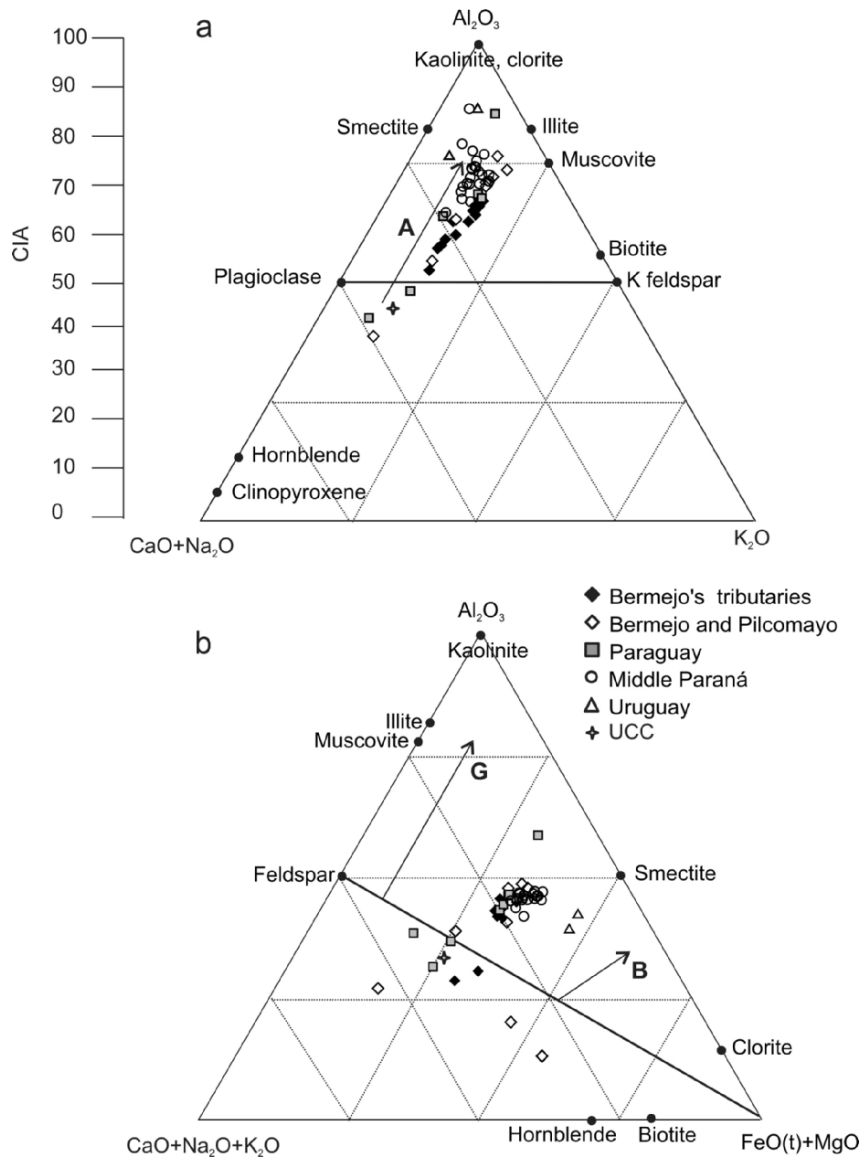 a
Al₂O₃
Kaolinite, clorite
100
90
80
70
60
50
40
30
20
10
0
CIA
Smectite
Illite
Muscovite
A
Biotite
Plagioclase
K feldspar
Hornblende
Clinopyroxene
CaO+Na₂O
K₂O
b
Al₂O₃
Kaolinite
Bermejo's tributaries
Bermejo and Pilcomayo
Paraguay
Middle Paraná
Uruguay
UCC
Illite
Muscovite
G
Feldspar
Smectite
B
Clorite
Hornblende
Biotite
CaO+Na₂O+K₂O
FeO(t)+MgO